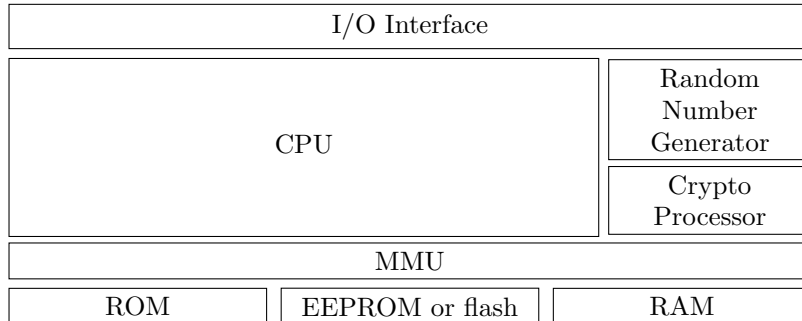 I/O Interface
CPU
Random
Number
Generator
Crypto
Processor
MMU
ROM
EEPROM or flash
RAM